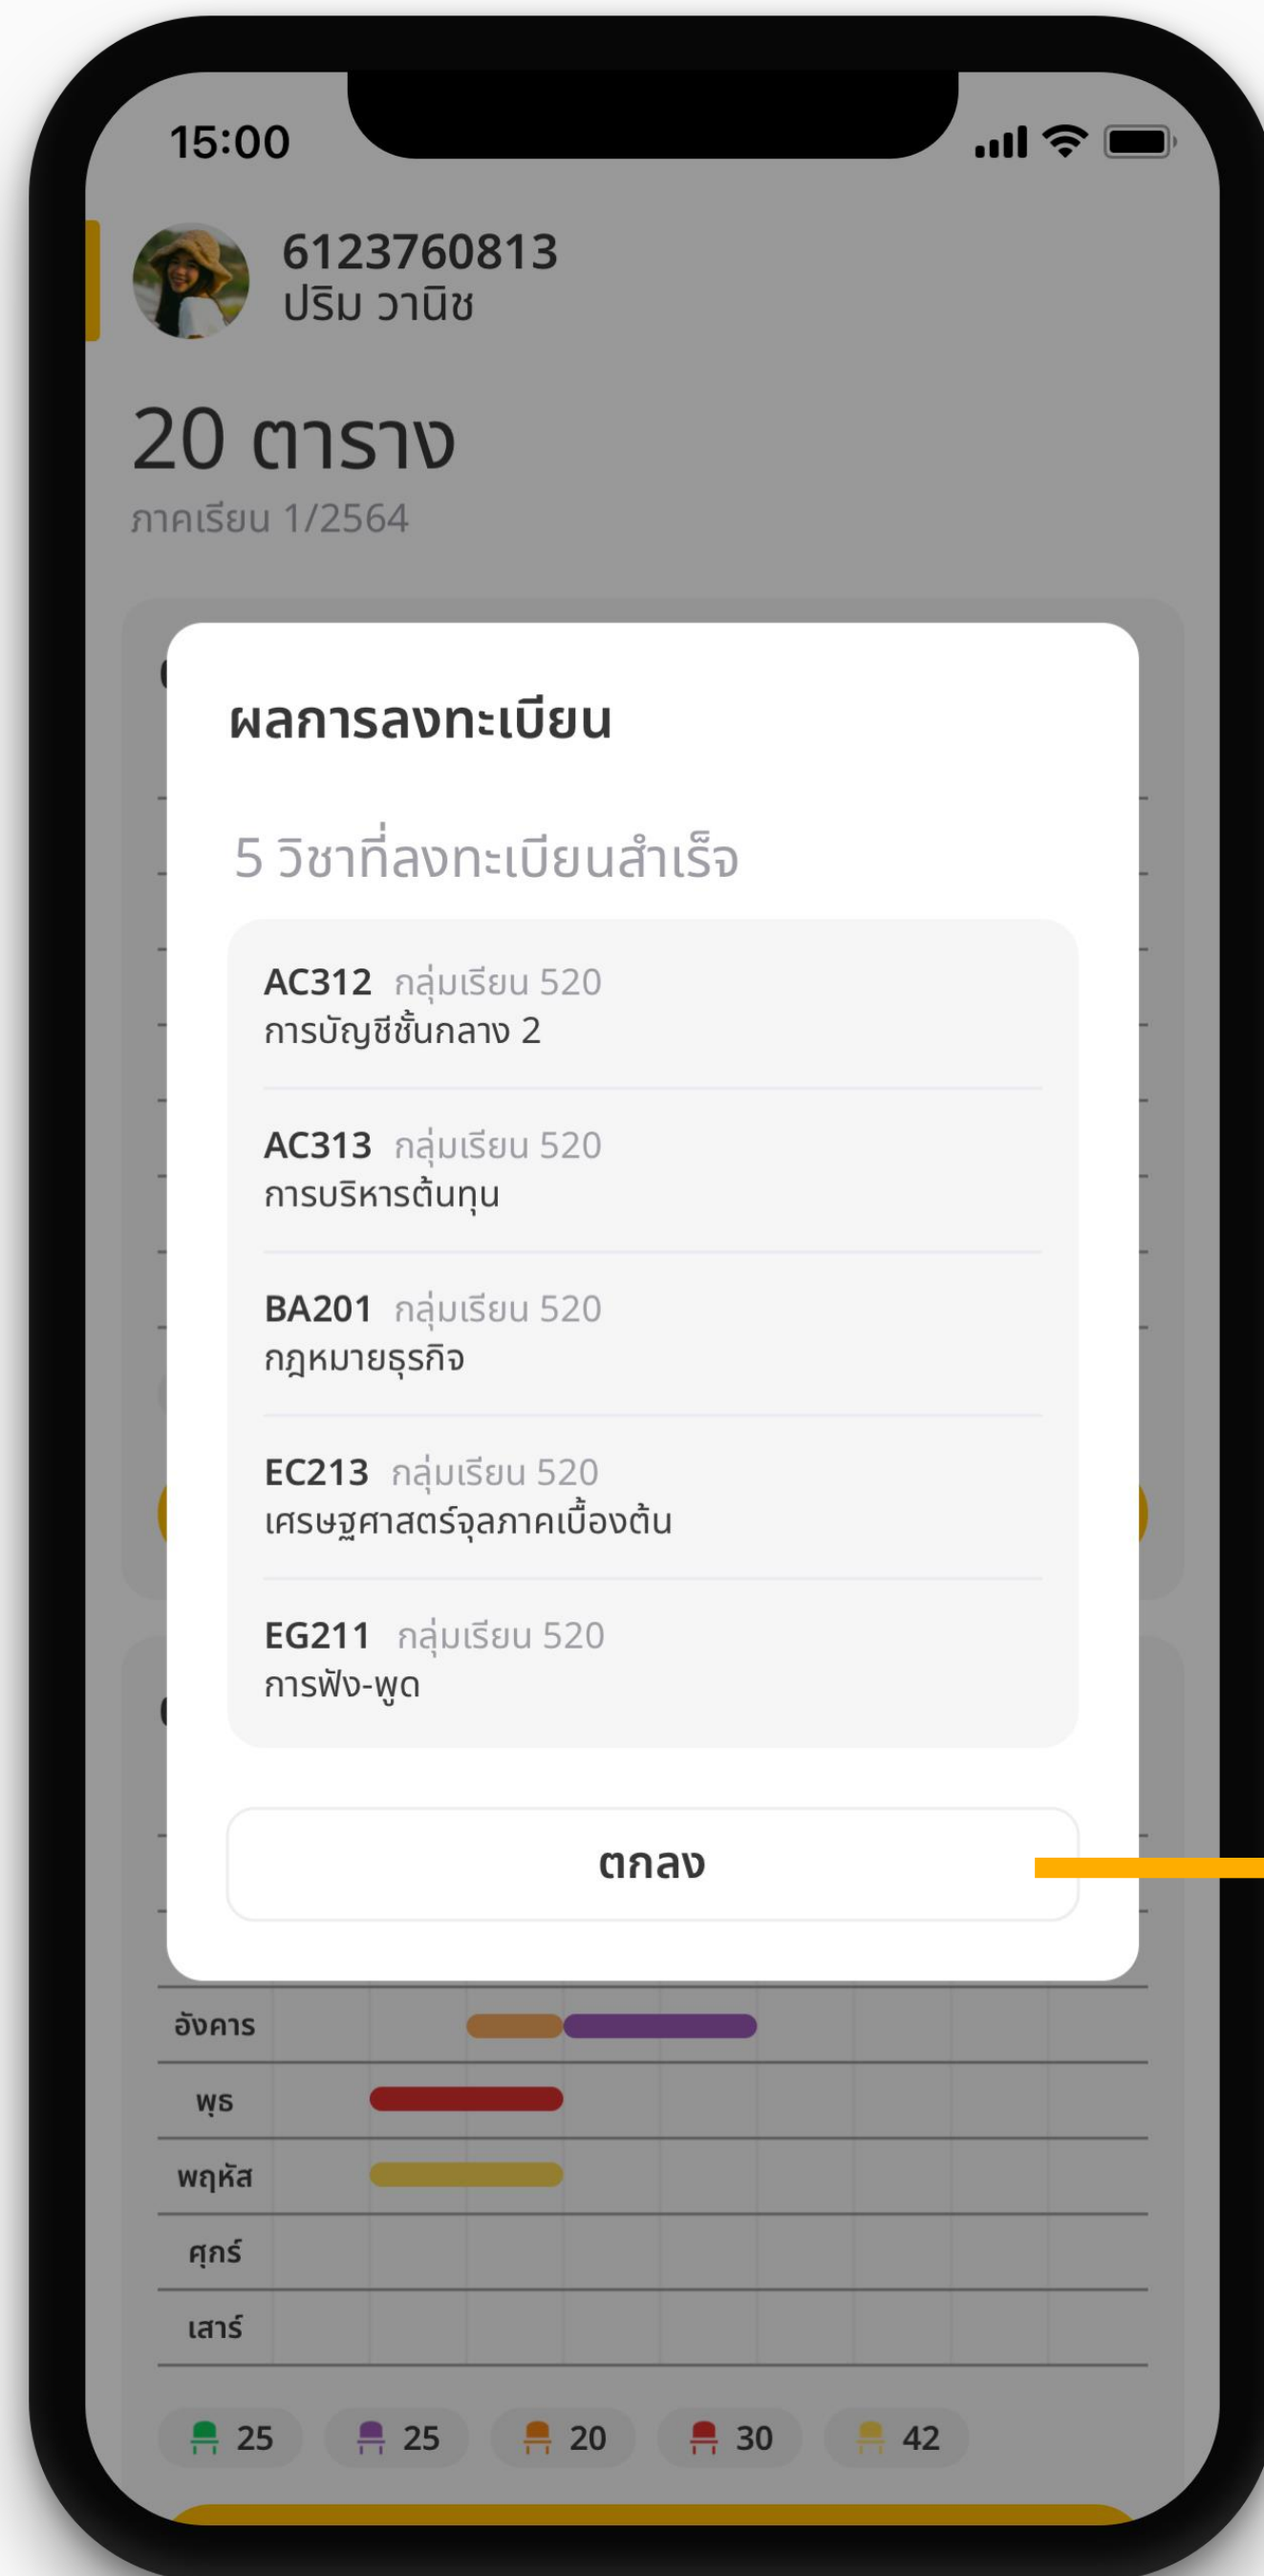 15:00
6123760813
ปริม วานิช
20 ตาราง
ภาคเรียน 1/2564
ผลการลงทะเบียน
5 วิชาที่ลงทะเบียนสำเร็จ
AC312 กลุ่มเรียน 520
การบัญชีชั้นกลาง 2
AC313 กลุ่มเรียน 520
การบริหารต้นทุน
BA201 กลุ่มเรียน 520
กฎหมายธุรกิจ
EC213 กลุ่มเรียน 520
เศรษฐศาสตร์จุลภาคเบื้องต้น
EG211 กลุ่มเรียน 520
การฟัง-พูด
ตกลง
อังคาร
พุธ
พฤหัส
ศุกร์
เสาร์
25 25 20 30 42